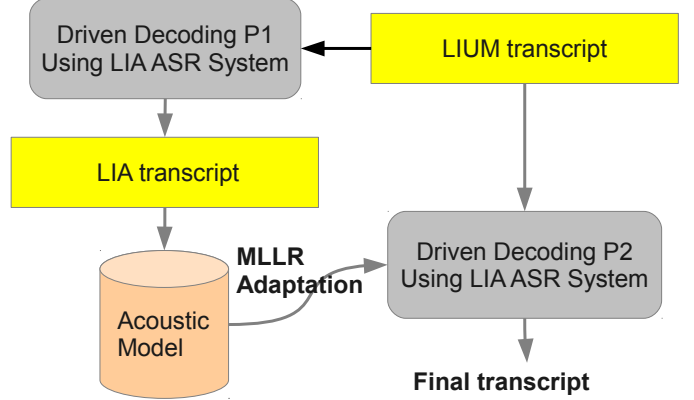 Driven Decoding P1
Using LIA ASR System
LIUM transcript
LIA transcript
MLLR
Adaptation
Driven Decoding P2
Using LIA ASR System
Acoustic
Model
Final transcript